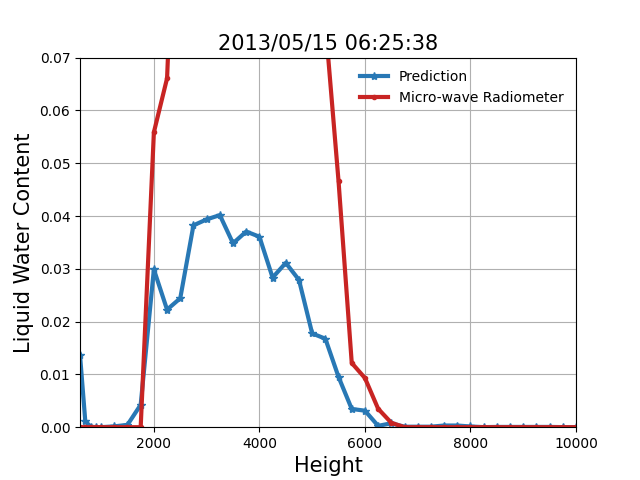 2013/05/15 06:25:38
Prediction
Micro-wave Radiometer
Liquid Water Content
0.07
0.06
0.05
0.04
0.03
0.02
0.01
0.00
2000 4000 6000 8000 10000
Height